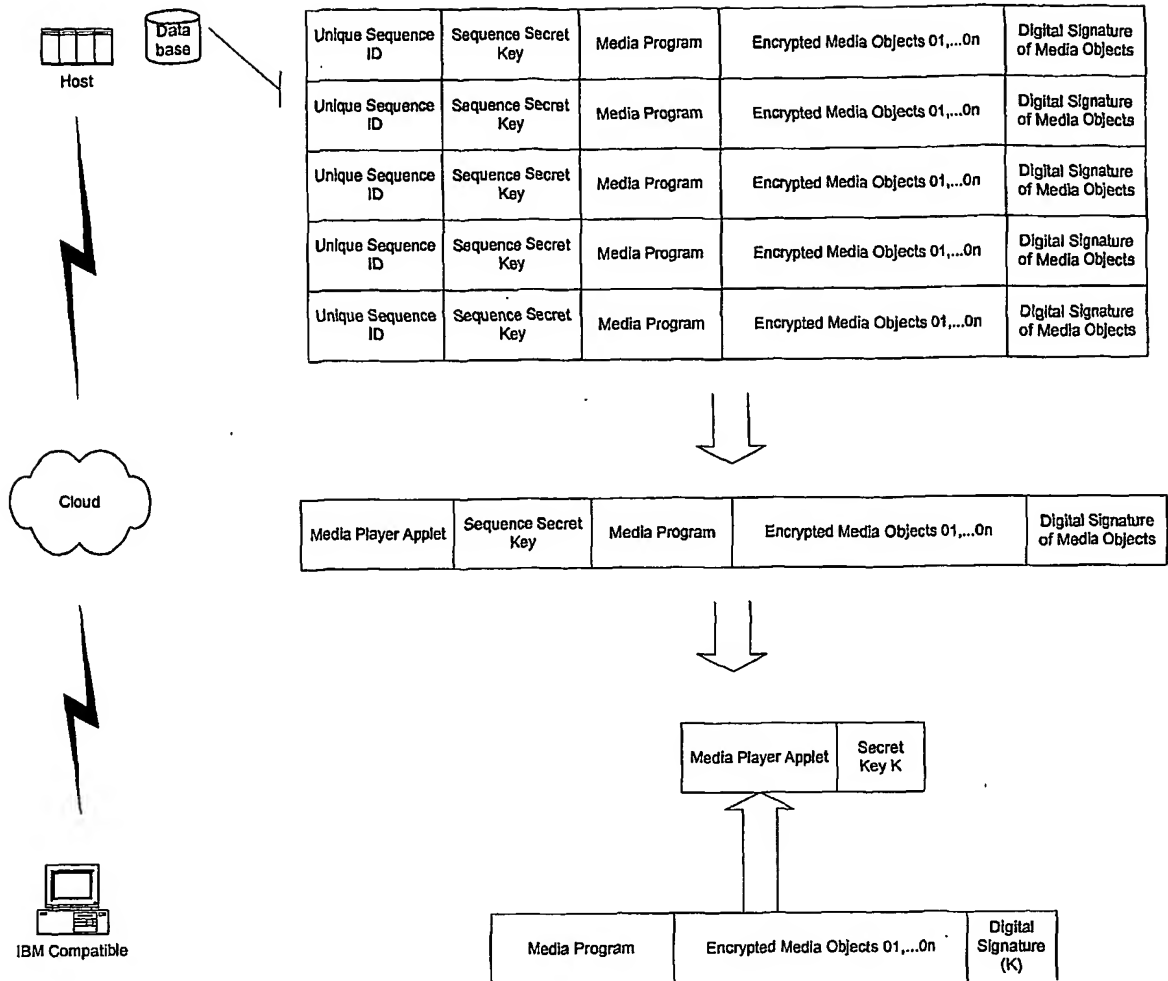 Data
base
Host
Unique Sequence
ID
Sequence Secret
Key
Media Program
Encrypted Media Objects 01,...0n
Digital Signature
of Media Objects
Unique Sequence
ID
Sequence Secret
Key
Media Program
Encrypted Media Objects 01,...0n
Digital Signature
of Media Objects
Unique Sequence
ID
Sequence Secret
Key
Media Program
Encrypted Media Objects 01,...0n
Digital Signature
of Media Objects
Unique Sequence
ID
Sequence Secret
Key
Media Program
Encrypted Media Objects 01,...0n
Digital Signature
of Media Objects
Unique Sequence
ID
Sequence Secret
Key
Media Program
Encrypted Media Objects 01,...0n
Digital Signature
of Media Objects
Cloud
Media Player Applet
Sequence Secret
Key
Media Program
Encrypted Media Objects 01,...0n
Digital Signature
of Media Objects
Media Player Applet
Secret
Key K
IBM Compatible
Media Program
Encrypted Media Objects 01,...0n
Digital
Signature
(K)